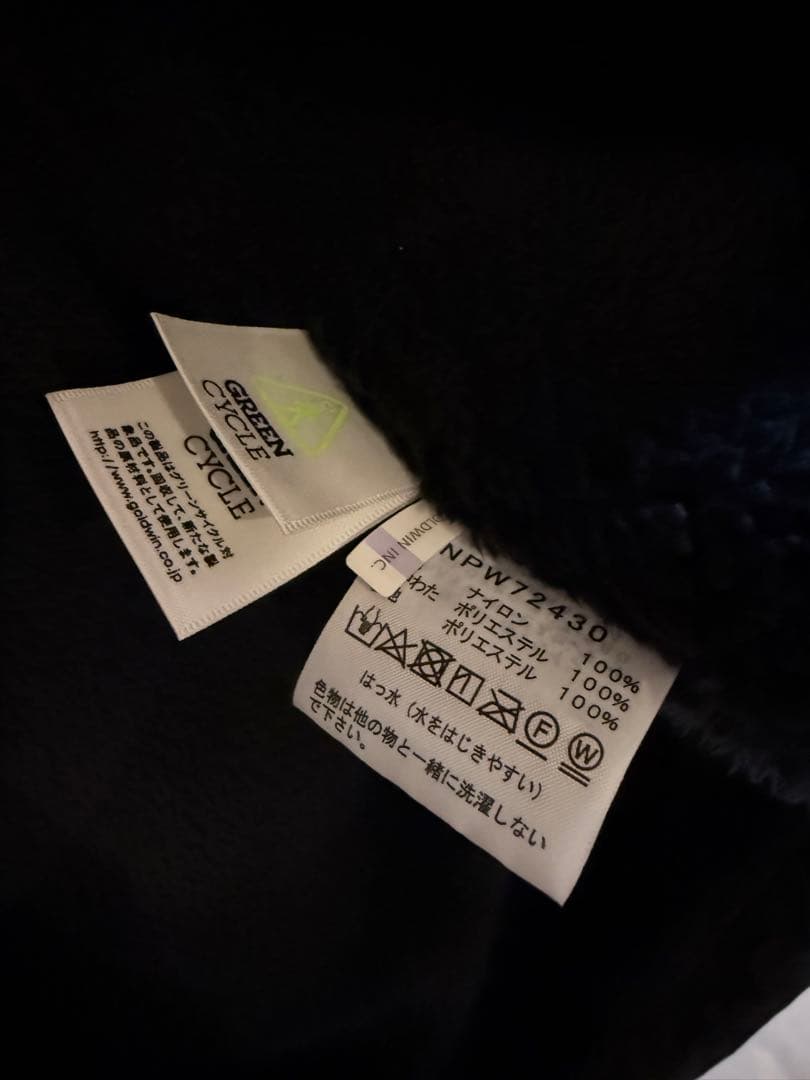 GREEN
CYCLE
CYCLE
この製品はグリーンサイクル対
象品です。回収して、新たな製
品の原材料として使用します。
http://www.goldwin.co.jp
OLDWIN INC.
NPW72430
ナイロン 100%
わた ポリエステル 100%
ポリエステル 100%
F W
はっ水（水をはじきやすい）
色物は他の物と一緒に洗濯しない
で下さい。